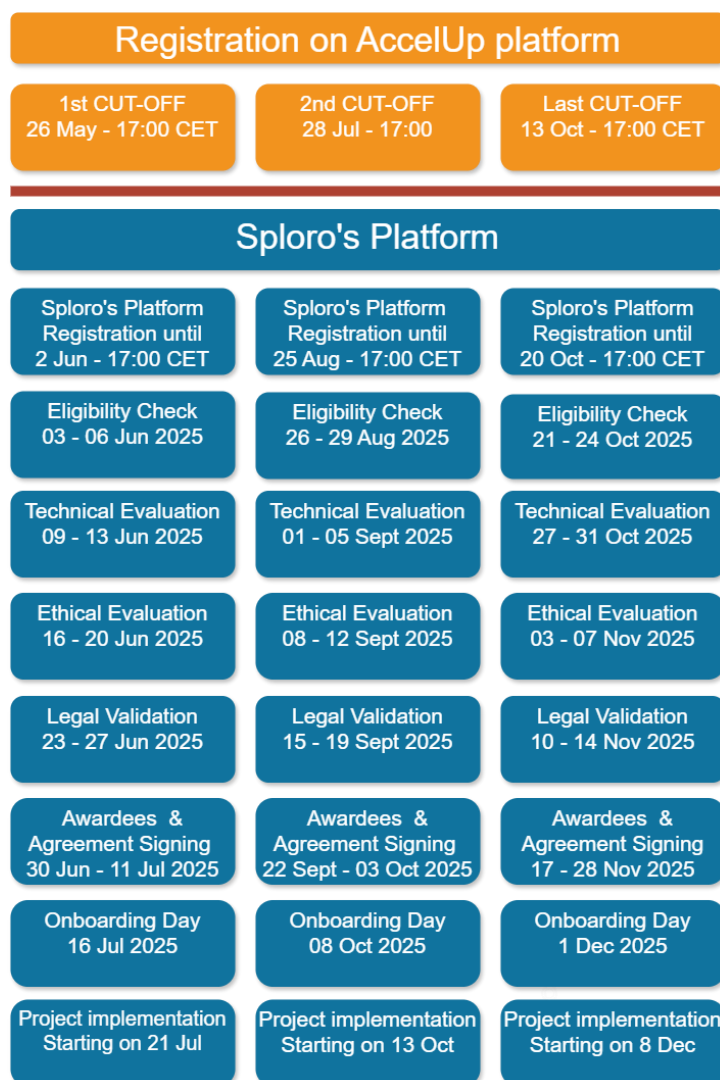 Registration on AccelUp platform
1st CUT-OFF
26 May - 17:00 CET
2nd CUT-OFF
28 Jul - 17:00
Last CUT-OFF
13 Oct - 17:00 CET
Sploro's Platform
Sploro's Platform
Registration until
2 Jun - 17:00 CET
Sploro's Platform
Registration until
25 Aug - 17:00 CET
Sploro's Platform
Registration until
20 Oct - 17:00 CET
Eligibility Check
03 - 06 Jun 2025
Eligibility Check
26 - 29 Aug 2025
Eligibility Check
21 - 24 Oct 2025
Technical Evaluation
09 - 13 Jun 2025
Technical Evaluation
01 - 05 Sept 2025
Technical Evaluation
27 - 31 Oct 2025
Ethical Evaluation
16 - 20 Jun 2025
Ethical Evaluation
08 - 12 Sept 2025
Ethical Evaluation
03 - 07 Nov 2025
Legal Validation
23 - 27 Jun 2025
Legal Validation
15 - 19 Sept 2025
Legal Validation
10 - 14 Nov 2025
Awardees &
Agreement Signing
30 Jun - 11 Jul 2025
Awardees &
Agreement Signing
22 Sept - 03 Oct 2025
Awardees &
Agreement Signing
17 - 28 Nov 2025
Onboarding Day
16 Jul 2025
Onboarding Day
08 Oct 2025
Onboarding Day
1 Dec 2025
Project implementation
Starting on 21 Jul
Project implementation
Starting on 13 Oct
Project implementation
Starting on 8 Dec